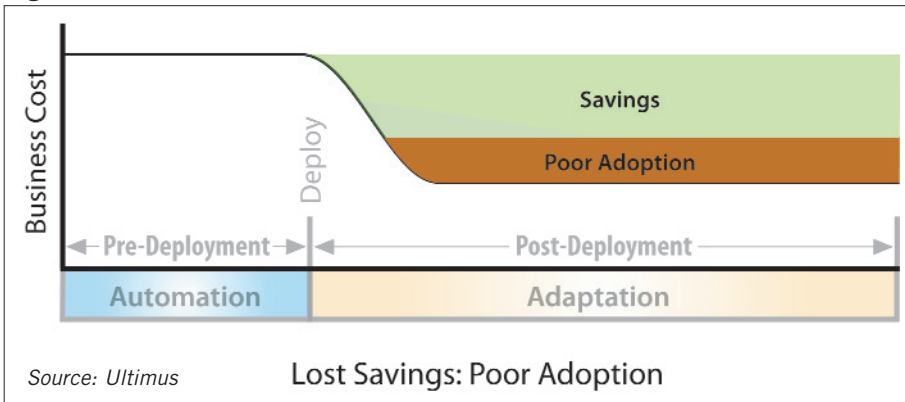 Business Cost
Savings
Poor Adoption
Deploy
Pre-Deployment
Post-Deployment
Automation
Adaptation
Source: Ultimus
Lost Savings: Poor Adoption